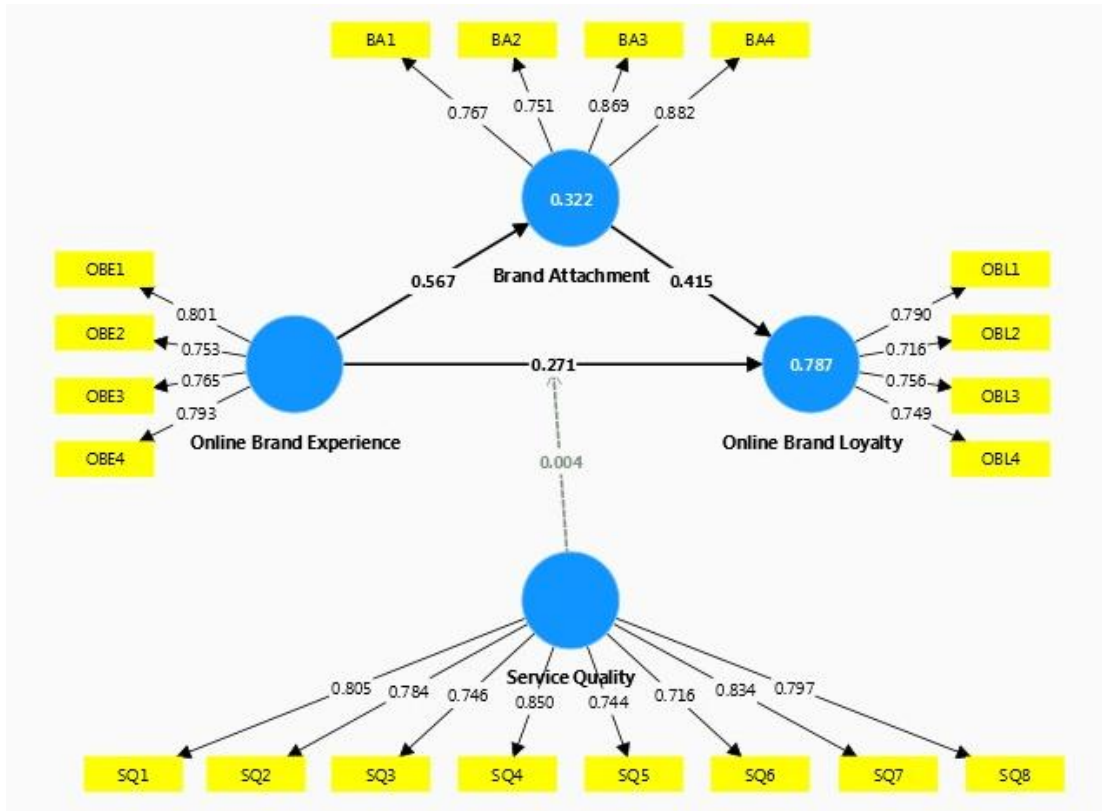 BA1 BA2 BA3 BA4
0.767 0.751 0.869 0.882
0.322
Brand Attachment
0.567 0.415
OBE1
OBE2
OBE3
OBE4
0.801
0.753
0.765
0.793
Online Brand Experience
0.271
0.787
Online Brand Loyalty
0.790
0.716
0.756
0.749
OBL1
OBL2
OBL3
OBL4
0.004
Service Quality
0.805 0.784 0.746 0.850 0.744 0.716 0.834 0.797
SQ1 SQ2 SQ3 SQ4 SQ5 SQ6 SQ7 SQ8